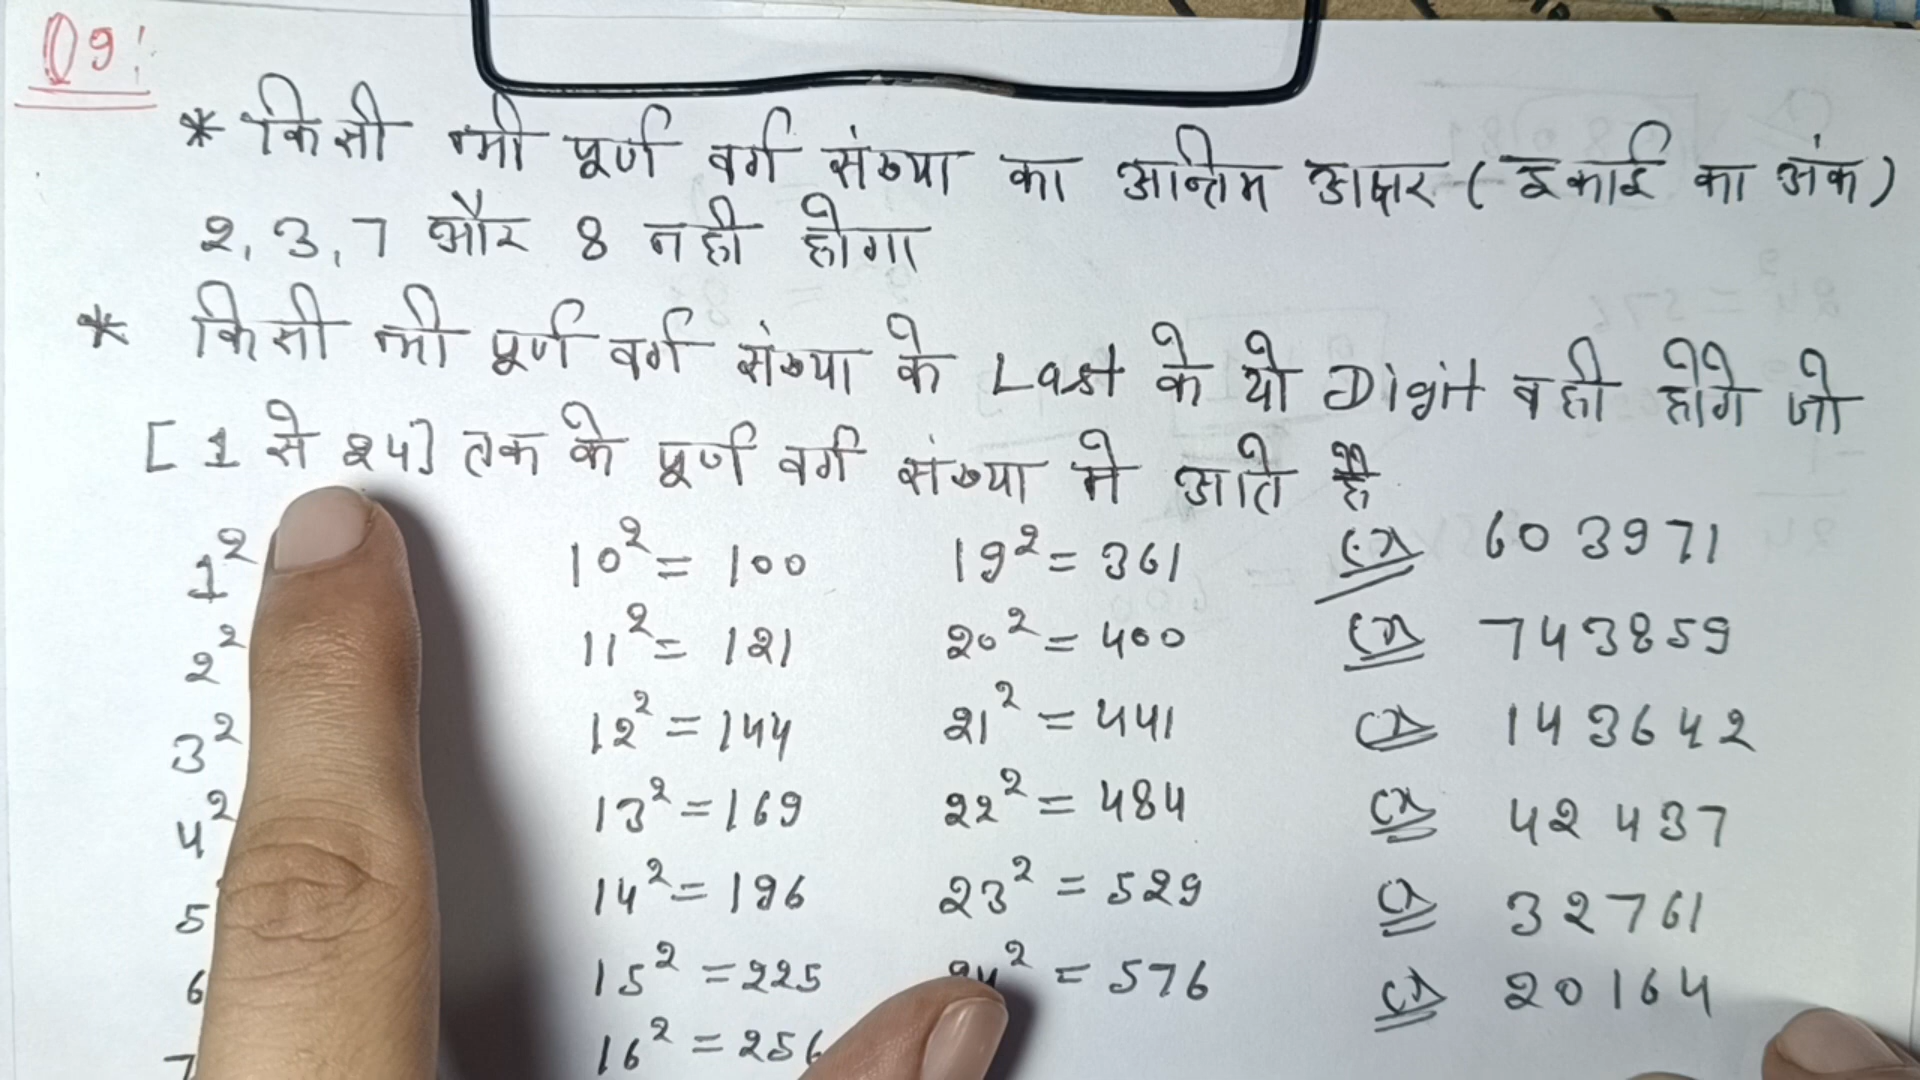 Q9:
* किसी भी पूर्ण वर्ग संख्या का अन्तिम अक्षर (इकाई का अंक)
2, 3, 7 और 8 नही होगा
* किसी भी पूर्ण वर्ग संख्या के Last के दो Digit वही होंगे जो
[1 से 24] तक के पूर्ण वर्ग संख्या मे आते है
1² 10² = 100 19² = 361 Ex 603971
2² 11² = 121 20² = 400 Ex 743859
3² 12² = 144 21² = 441 Ex 143642
4² 13² = 169 22² = 484 Ex 42437
5 14² = 196 23² = 529 Ex 32761
6 15² = 225 24² = 576 Ex 20164
7 16² = 256